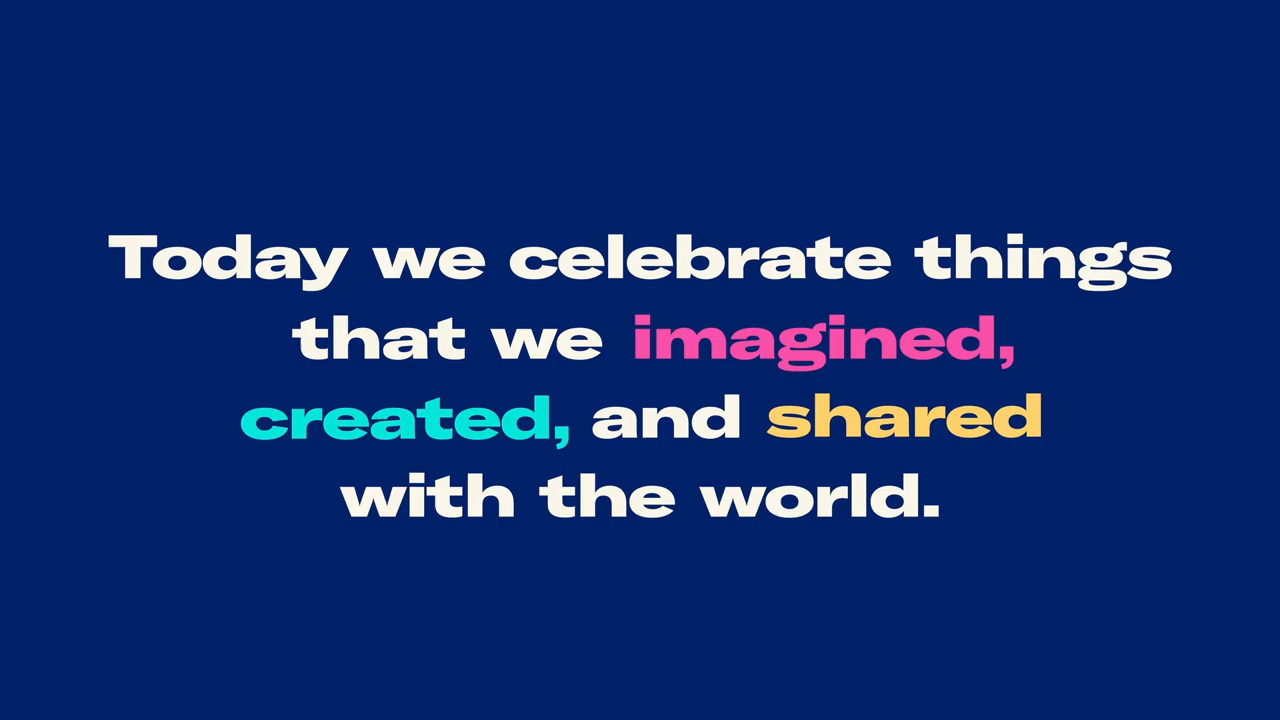 Today we celebrate things
that we imagined,
created, and shared
with the world.